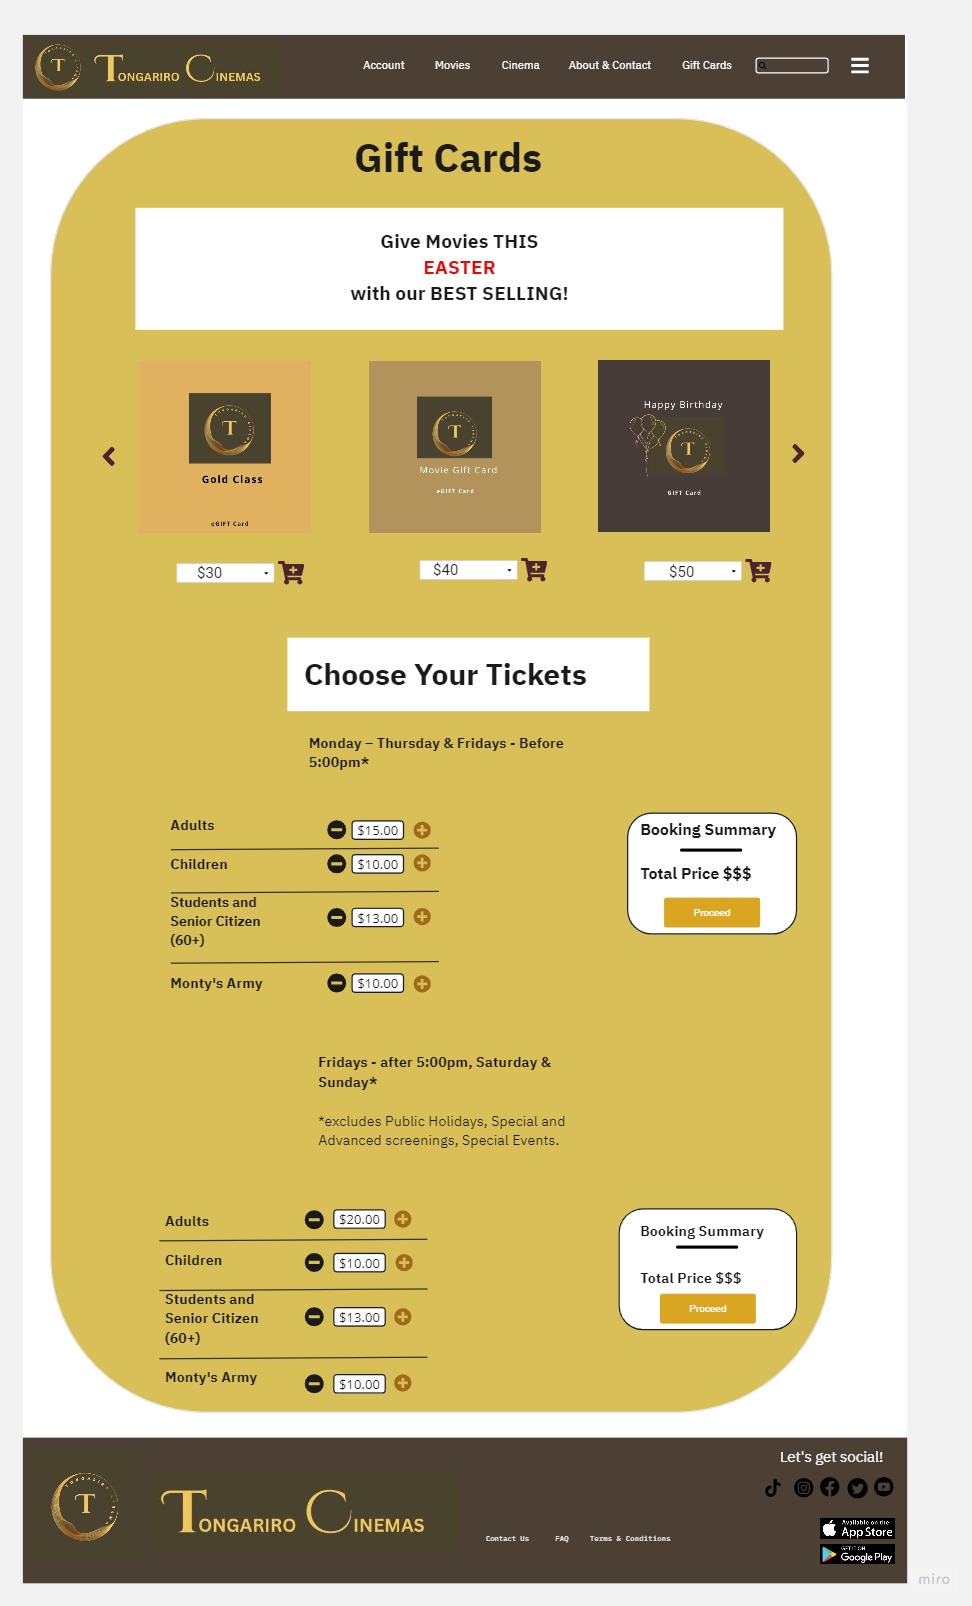 T
TONGARIRO CINEMAS
Account Movies Cinema About & Contact Gift Cards
Gift Cards
Give Movies THIS
EASTER
with our BEST SELLING!
T
Gold Class
eGIFT Card
T
Movie Gift Card
eGIFT Card
Happy Birthday
T
GIFT Card
$30
$40
$50
Choose Your Tickets
Monday – Thursday & Fridays - Before
5:00pm*
Adults $15.00
Children $10.00
Students and
Senior Citizen
(60+)
$13.00
Monty's Army $10.00
Booking Summary
Total Price $$$
Proceed
Fridays - after 5:00pm, Saturday &
Sunday*
*excludes Public Holidays, Special and
Advanced screenings, Special Events.
Adults $20.00
Children $10.00
Students and
Senior Citizen
(60+)
$13.00
Monty's Army $10.00
Booking Summary
Total Price $$$
Proceed
T
TONGARIRO CINEMAS
Contact Us FAQ Terms & Conditions
Let's get social!
Available on the
App Store
GET IT ON
Google Play
miro